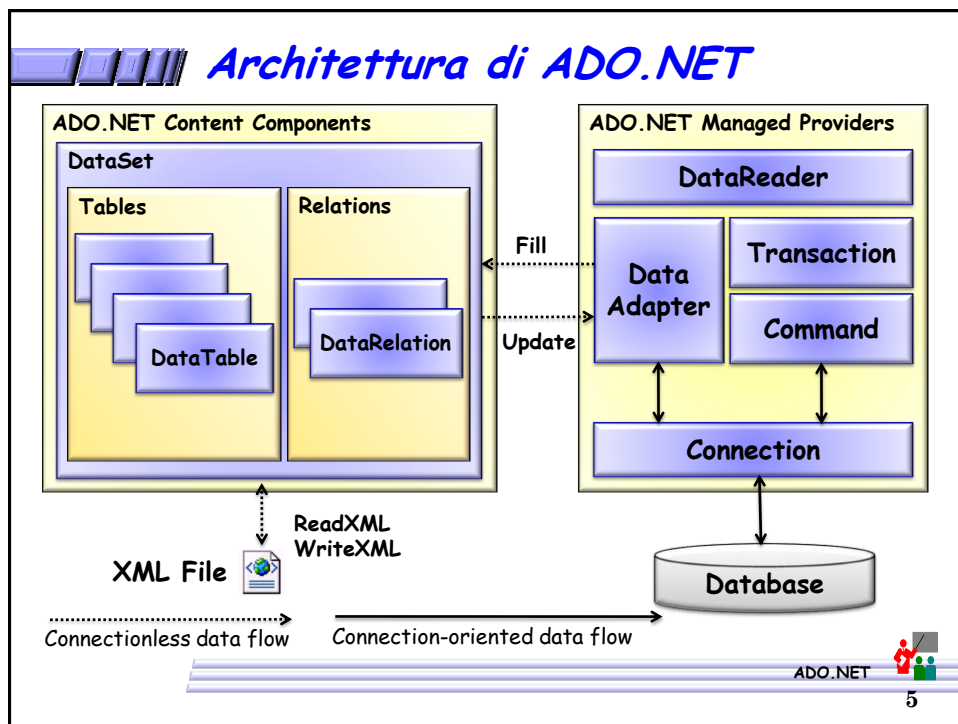 Architettura di ADO.NET
ADO.NET Content Components
DataSet
Tables
DataTable
Relations
DataRelation
Fill
Update
ADO.NET Managed Providers
DataReader
Data
Adapter
Transaction
Command
Connection
ReadXML
WriteXML
XML File
Database
Connectionless data flow
Connection-oriented data flow
ADO.NET
5